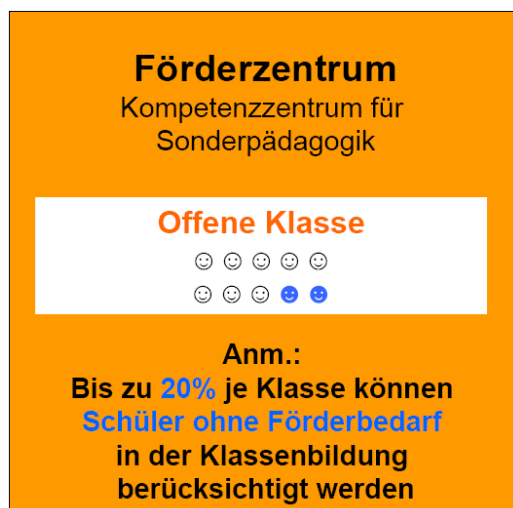 Förderzentrum
Kompetenzzentrum für
Sonderpädagogik
Offene Klasse
☺ ☺ ☺ ☺ ☺
☺ ☺ ☺ ☻ ☻
Anm.:
Bis zu 20% je Klasse können
Schüler ohne Förderbedarf
in der Klassenbildung
berücksichtigt werden